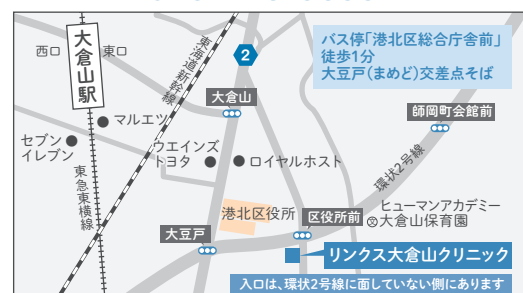 バス停「港北区総合庁舎前」
徒歩1分
大豆戸(まめど)交差点そば
西口
大倉山駅
東口
東海道新幹線
2
大倉山
師岡町会館前
マルエツ
セブン
イレブン
ウエインズ
トヨタ
ロイヤルホスト
環状2号線
東急東横線
港北区役所
区役所前
ヒューマンアカデミー
大倉山保育園
大豆戸
リンクス大倉山クリニック
入口は、環状2号線に面していない側にあります